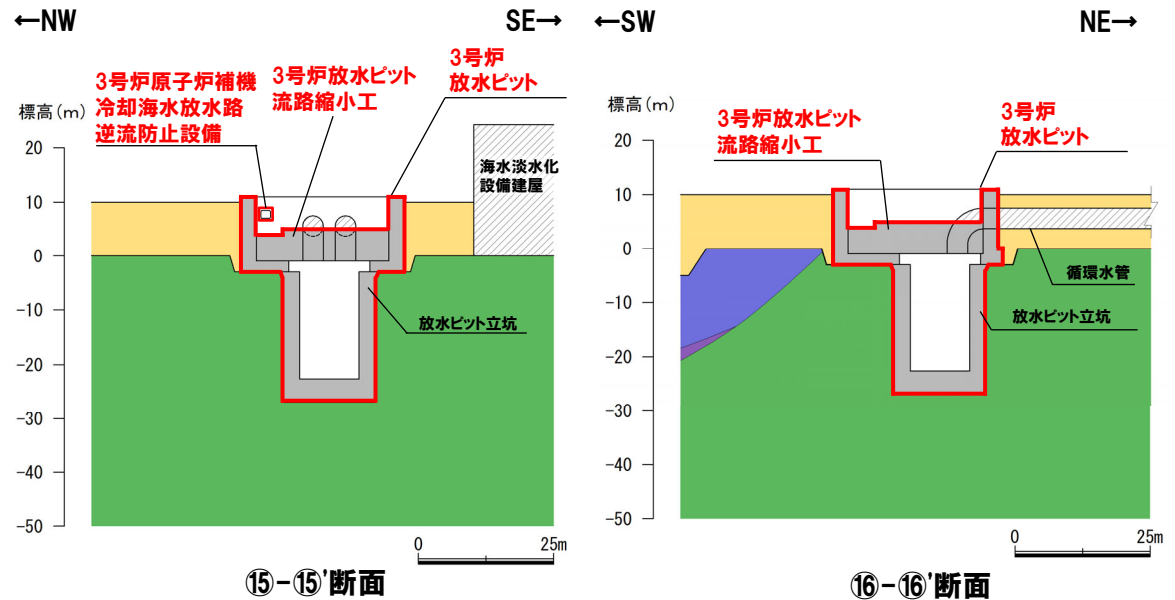 ←NW
SE→
3号炉原子炉補機
冷却海水放水路
逆流防止設備
3号炉放水ピット
流路縮小工
3号炉
放水ピット
標高(m)
20
10
0
-10
-20
-30
-40
-50
海水淡水化
設備建屋
放水ピット立坑
0
25m
⑮-⑮'断面
←SW
NE→
3号炉放水ピット
流路縮小工
3号炉
放水ピット
標高(m)
20
10
0
-10
-20
-30
-40
-50
循環水管
放水ピット立坑
0
25m
⑯-⑯'断面